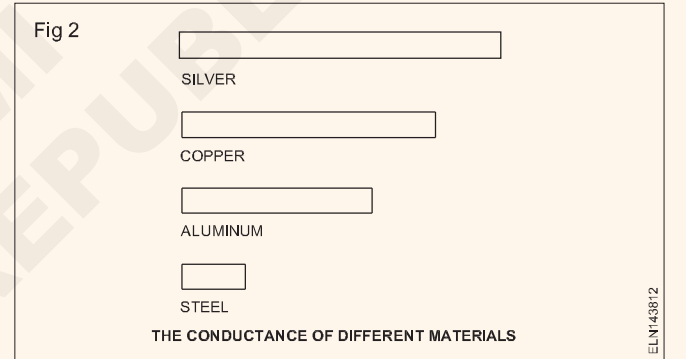 Fig 2
SILVER
COPPER
ALUMINUM
STEEL
THE CONDUCTANCE OF DIFFERENT MATERIALS
ELN143812